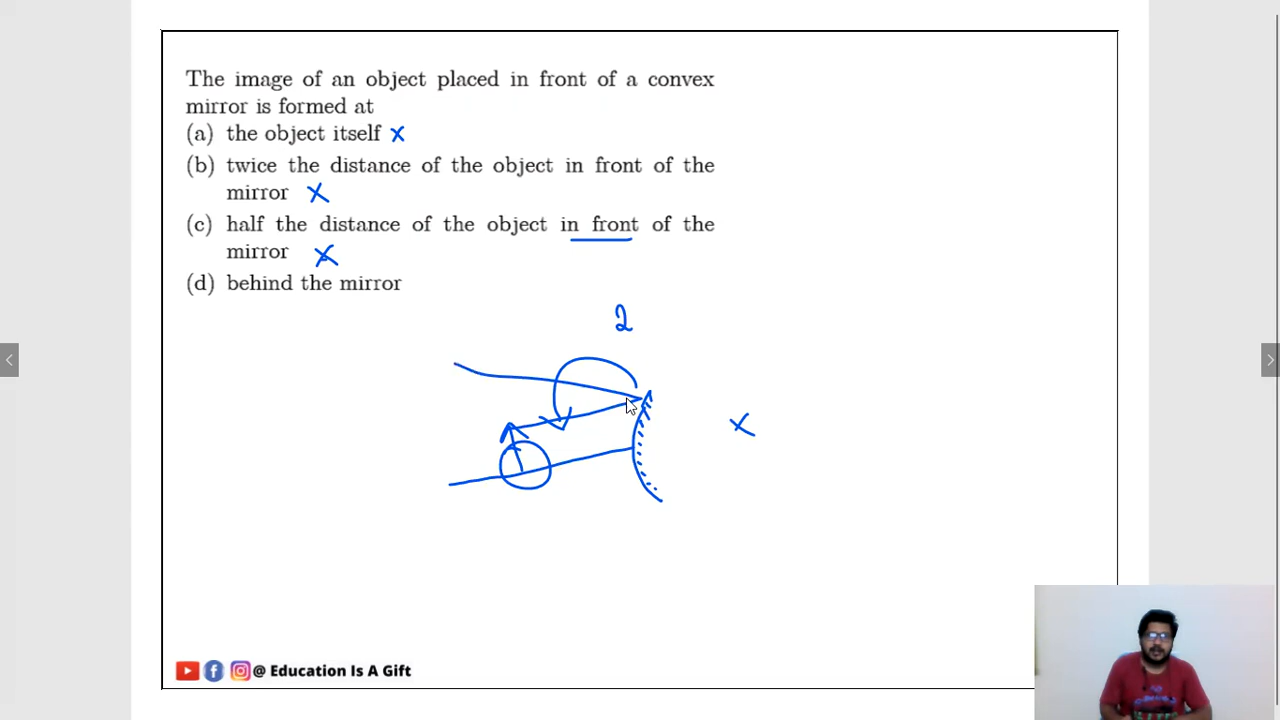 The image of an object placed in front of a convex
mirror is formed at
(a) the object itself x
(b) twice the distance of the object in front of the
mirror x
(c) half the distance of the object in front of the
mirror x
(d) behind the mirror
2
x
@ Education Is A Gift